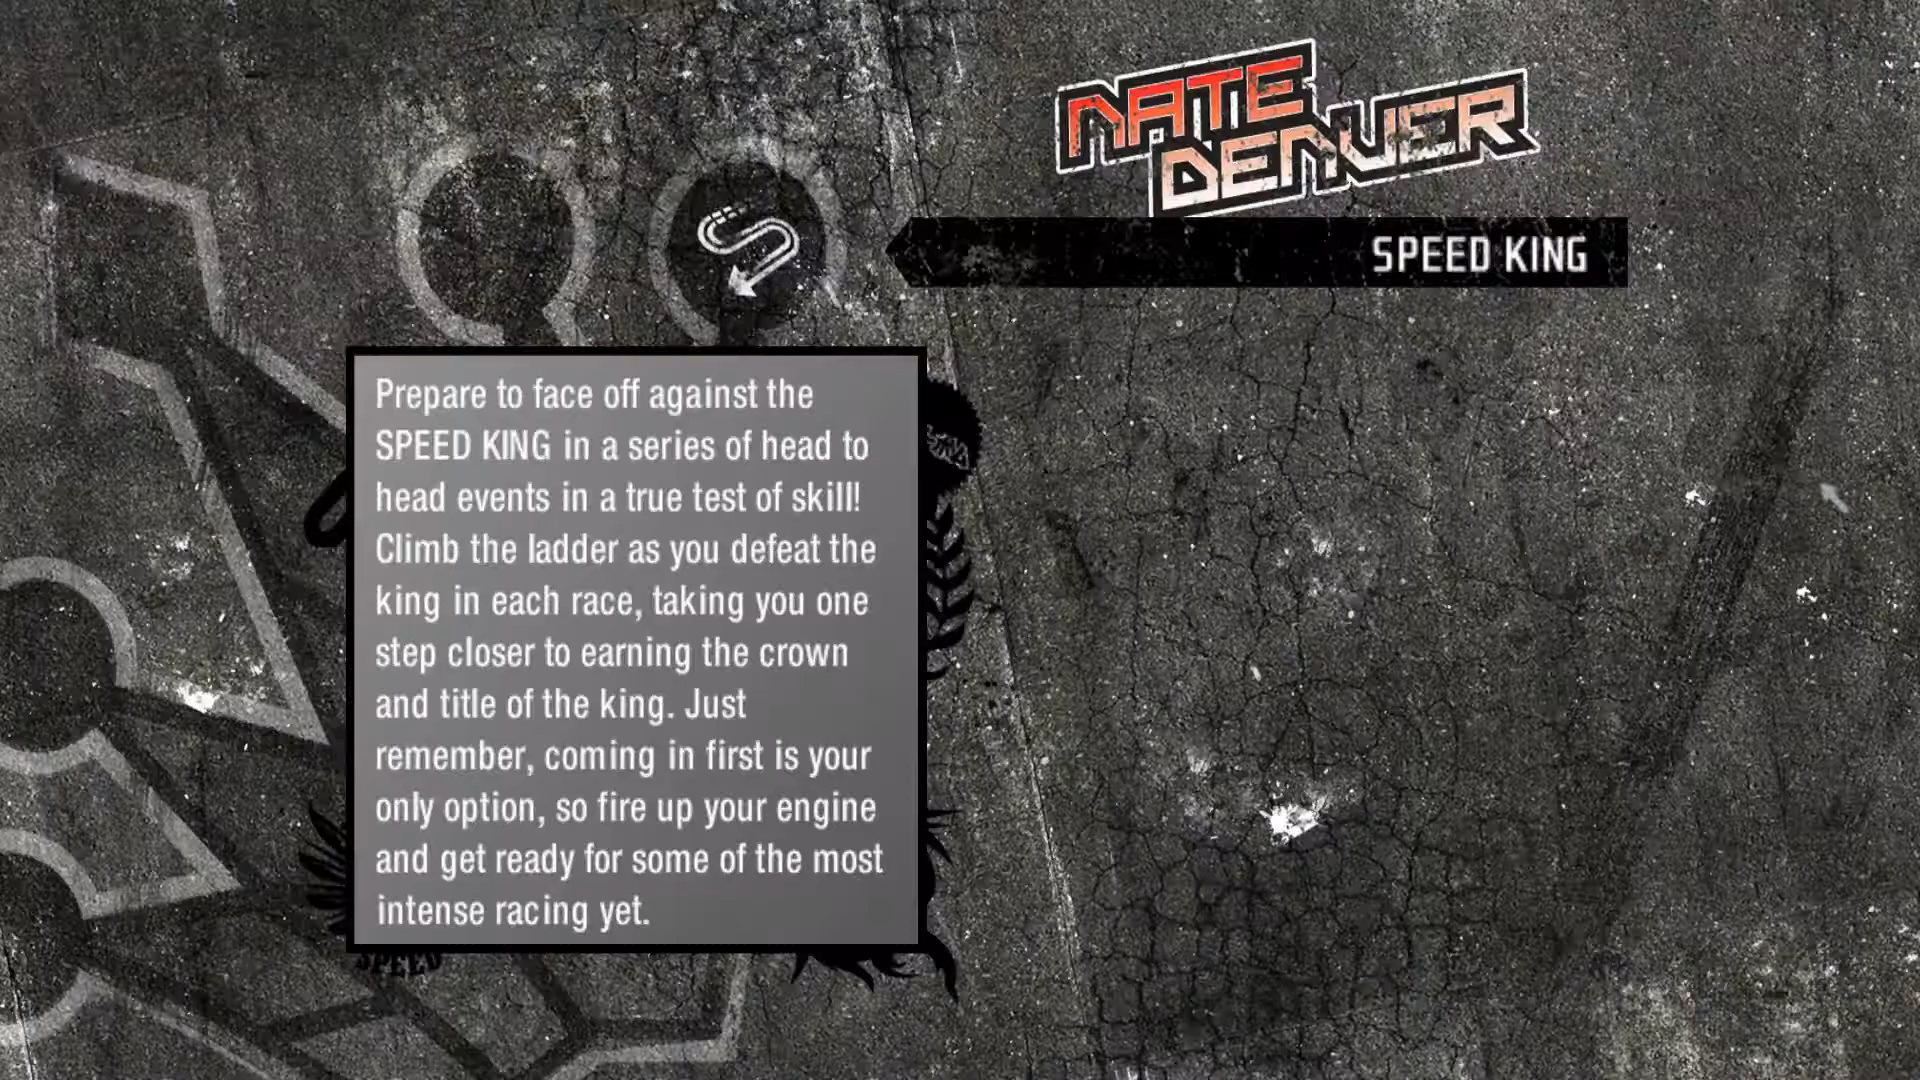 NATE
DENVER
SPEED KING
Prepare to face off against the
SPEED KING in a series of head to
head events in a true test of skill!
Climb the ladder as you defeat the
king in each race, taking you one
step closer to earning the crown
and title of the king. Just
remember, coming in first is your
only option, so fire up your engine
and get ready for some of the most
intense racing yet.
SPEED